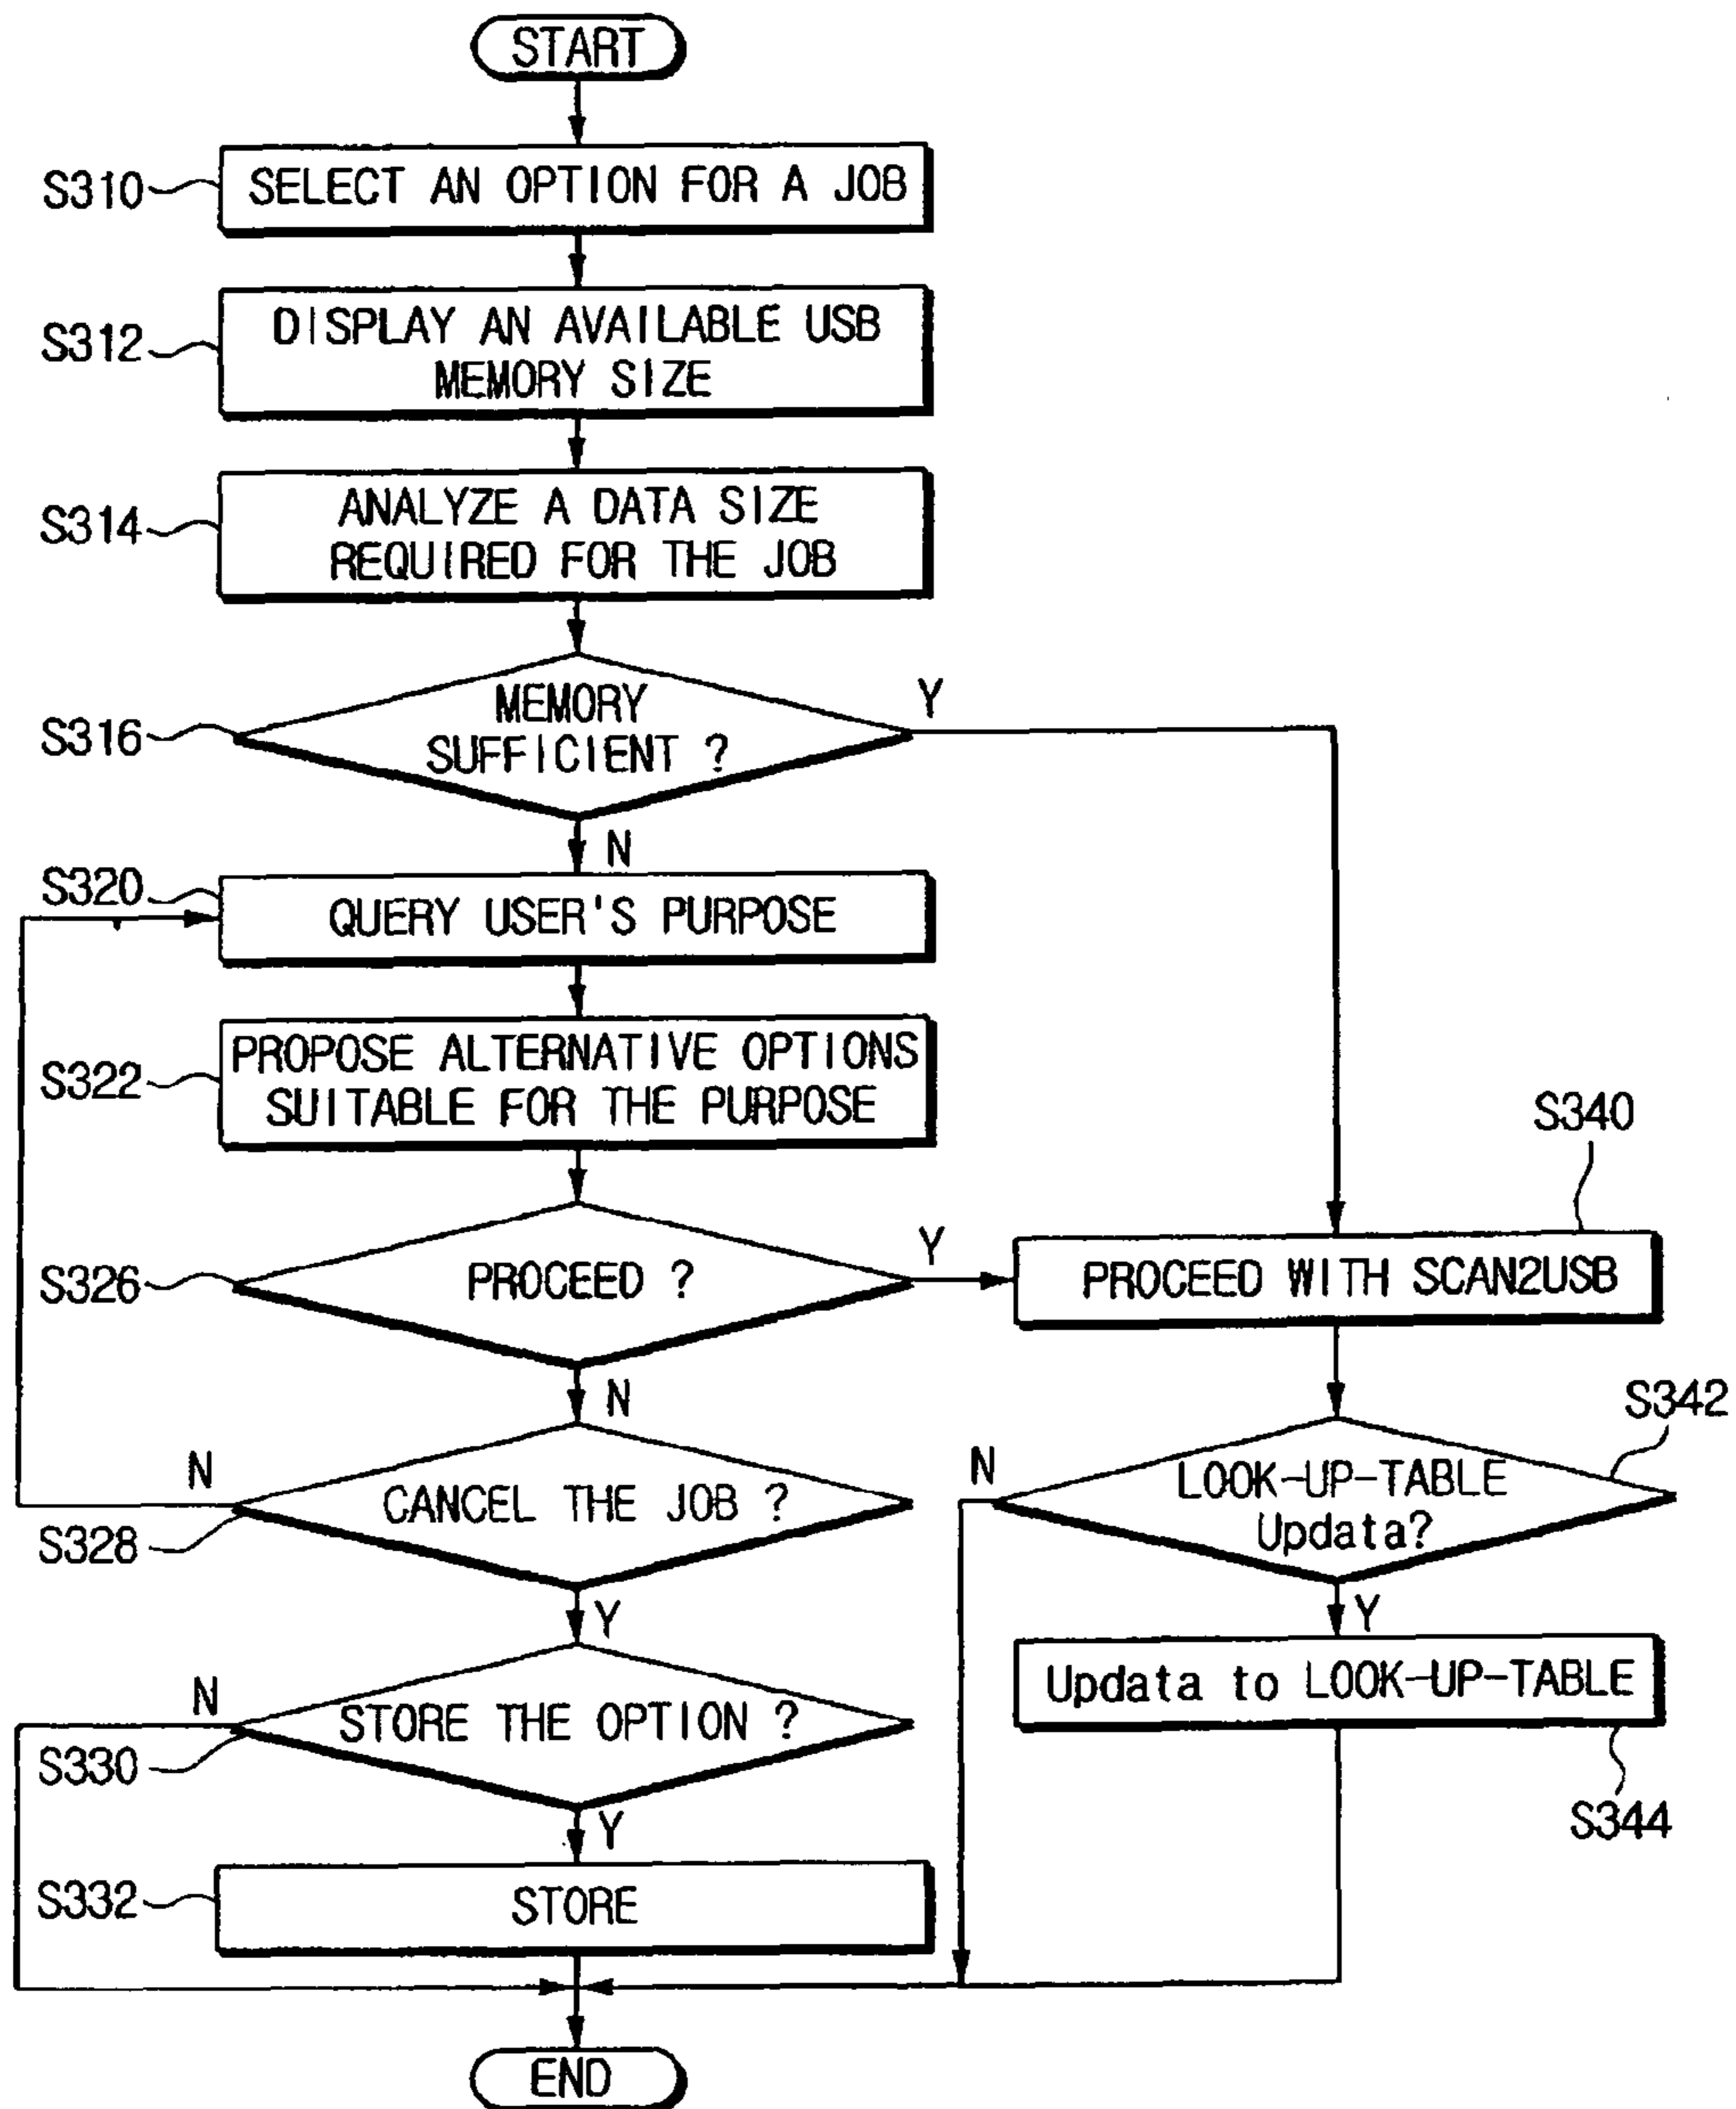 START
S310
SELECT AN OPTION FOR A JOB
S312
DISPLAY AN AVAILABLE USB
MEMORY SIZE
S314
ANALYZE A DATA SIZE
REQUIRED FOR THE JOB
S316
MEMORY
SUFFICIENT ?
Y
N
S320
QUERY USER'S PURPOSE
S322
PROPOSE ALTERNATIVE OPTIONS
SUITABLE FOR THE PURPOSE
S326
PROCEED ?
Y
N
S340
PROCEED WITH SCAN2USB
S328
CANCEL THE JOB ?
N
Y
S342
LOOK-UP-TABLE
Updata?
N
Y
S330
STORE THE OPTION ?
N
Y
Updata to LOOK-UP-TABLE
S344
S332
STORE
END